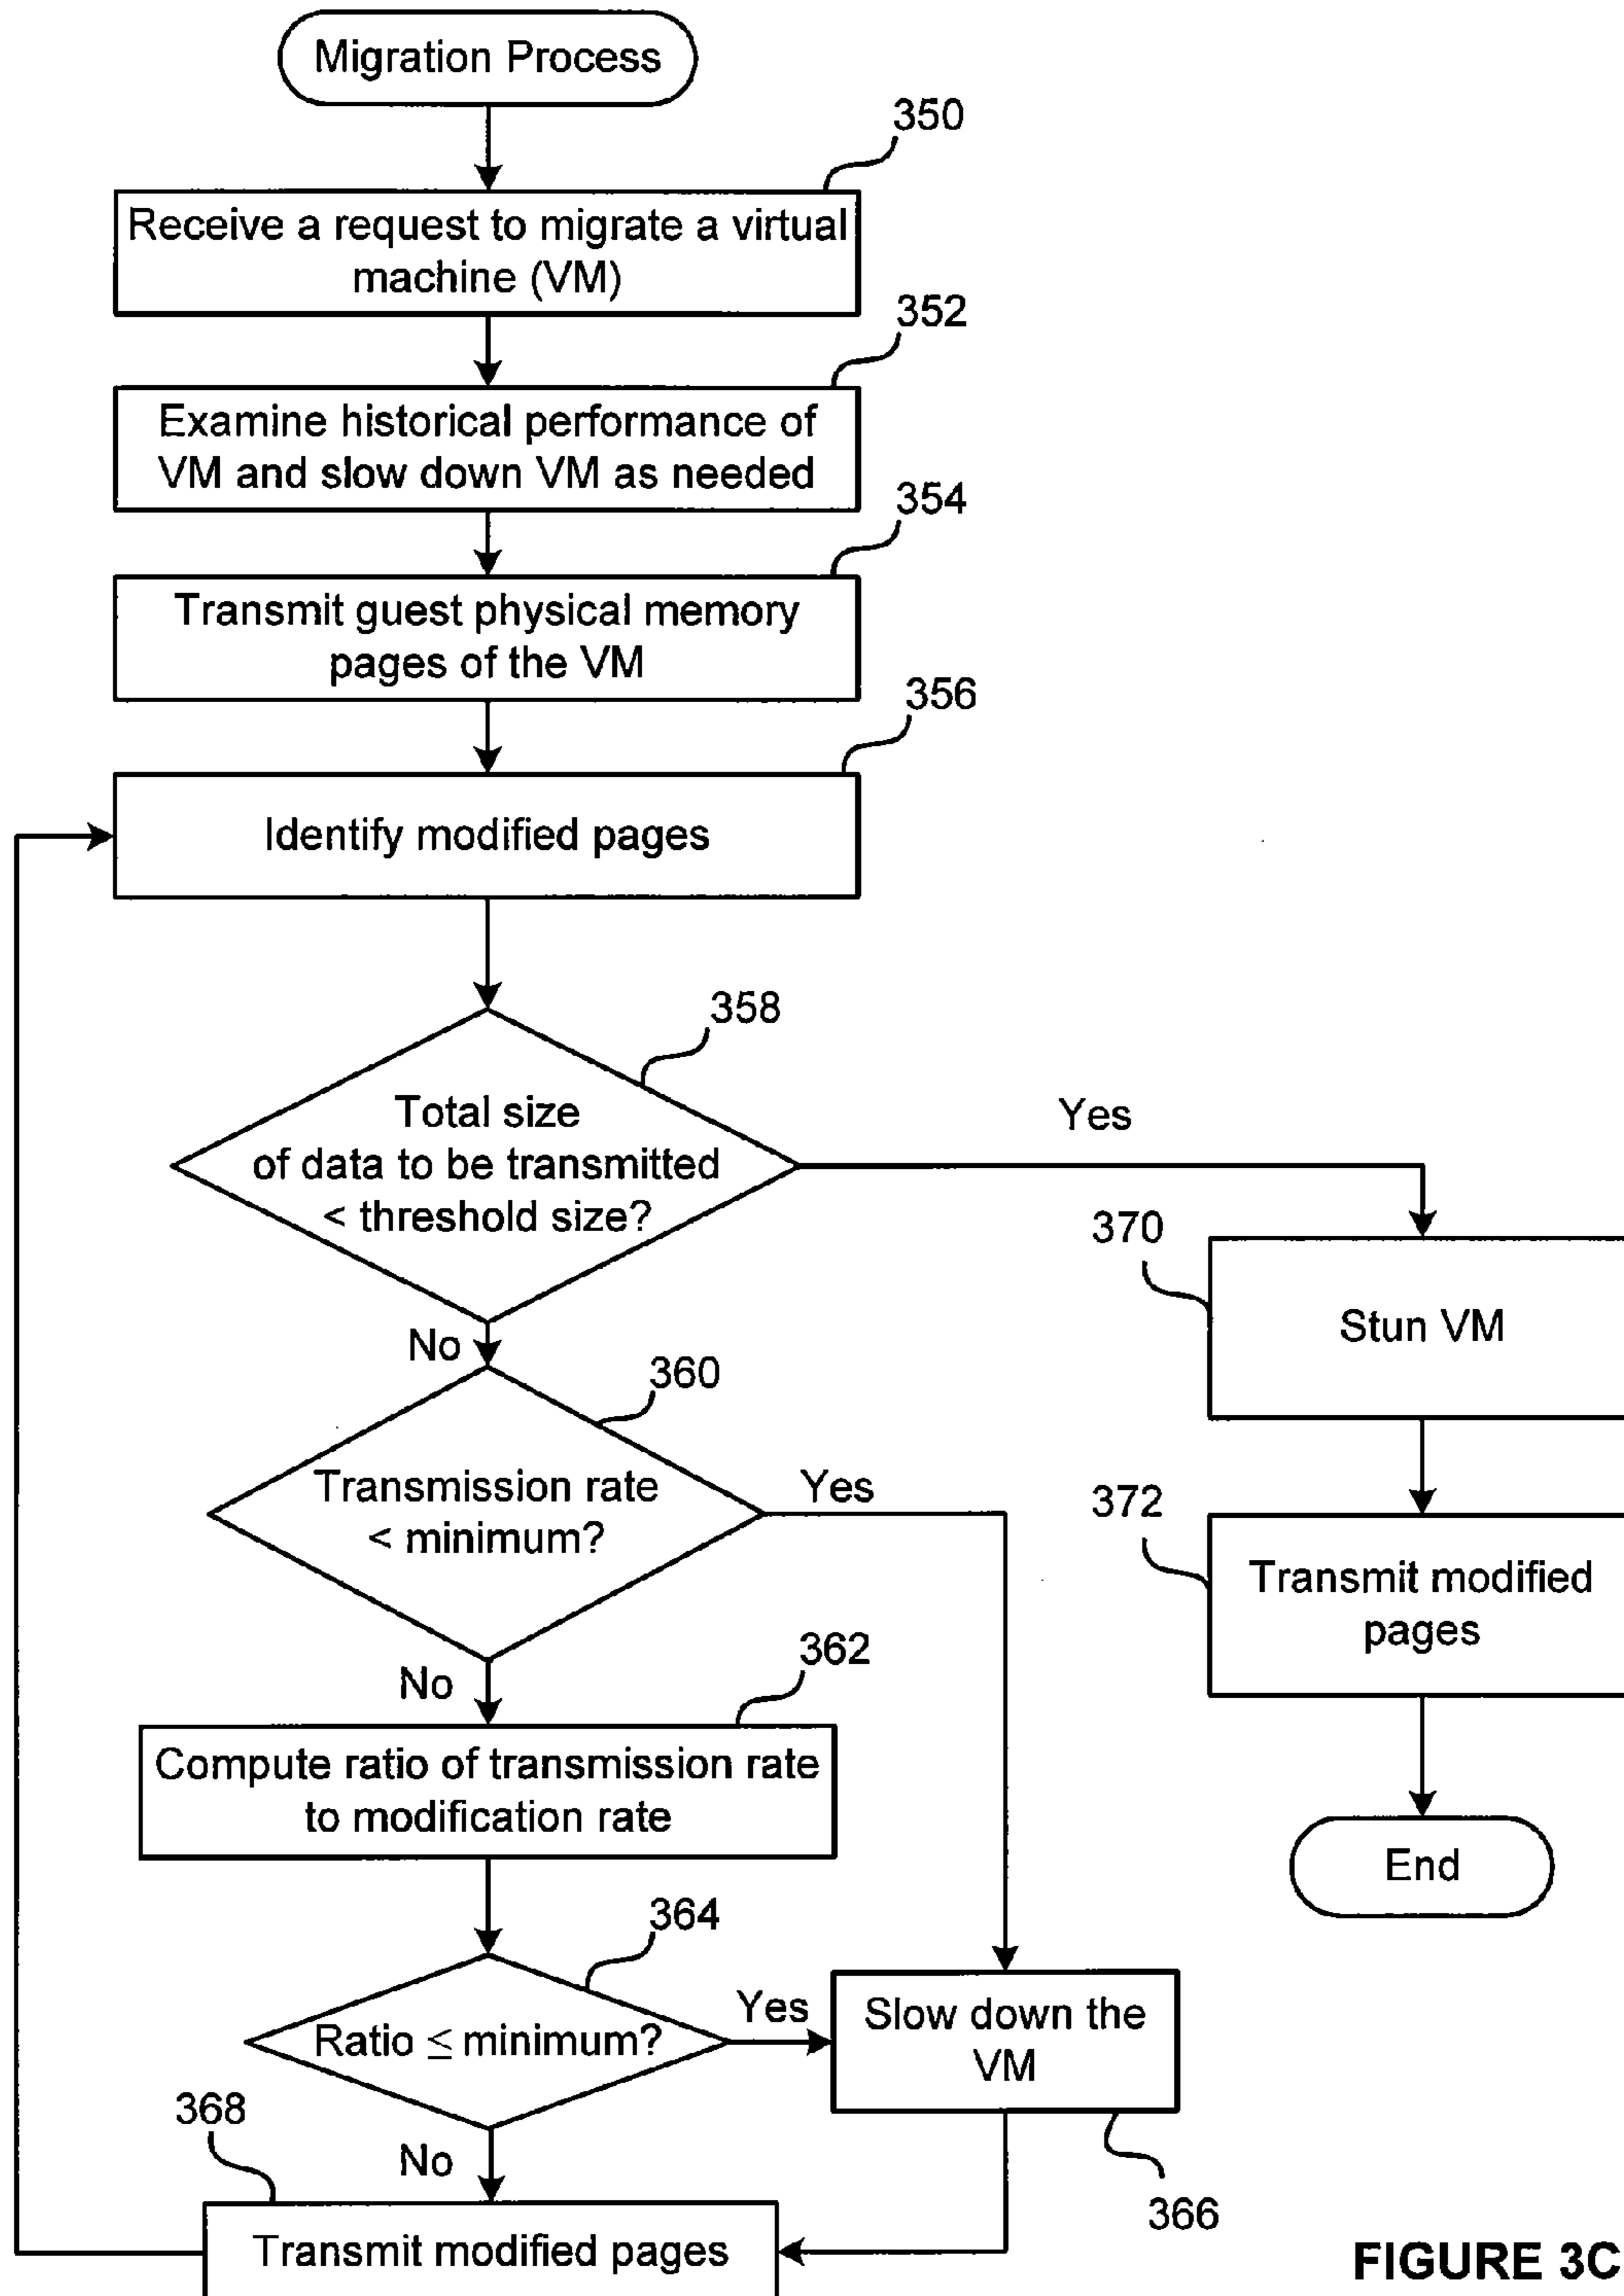 Migration Process
350
Receive a request to migrate a virtual
machine (VM)
352
Examine historical performance of
VM and slow down VM as needed
354
Transmit guest physical memory
pages of the VM
356
Identify modified pages
358
Total size
of data to be transmitted
< threshold size?
Yes
No
370
Stun VM
360
Transmission rate
< minimum?
Yes
No
372
Transmit modified
pages
362
Compute ratio of transmission rate
to modification rate
End
364
Ratio ≤ minimum?
Yes
No
Slow down the
VM
366
368
Transmit modified pages
FIGURE 3C